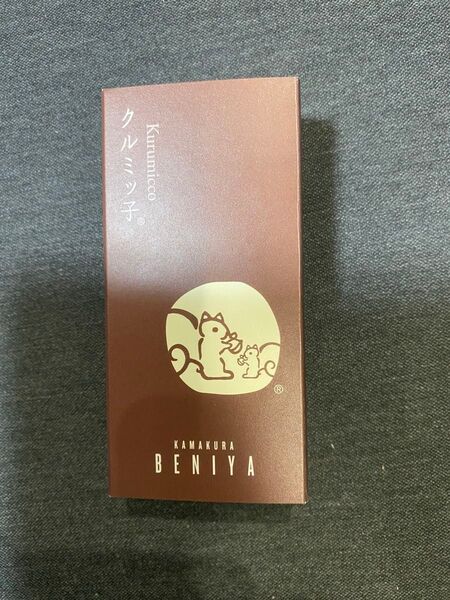 クルミッ子®
Kurumicco
®
KAMAKURA
BENIYA